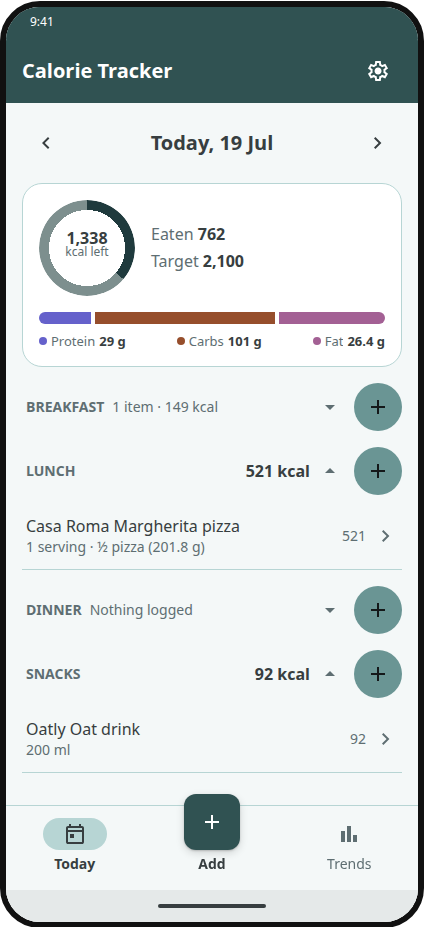 9:41
Calorie Tracker
Today, 19 Jul
1,338
kcal left
Eaten 762
Target 2,100
Protein 29 g
Carbs 101 g
Fat 26.4 g
BREAKFAST 1 item · 149 kcal
LUNCH 521 kcal
Casa Roma Margherita pizza
1 serving · ½ pizza (201.8 g)
521
DINNER Nothing logged
SNACKS 92 kcal
Oatly Oat drink
200 ml
92
Today
Add
Trends